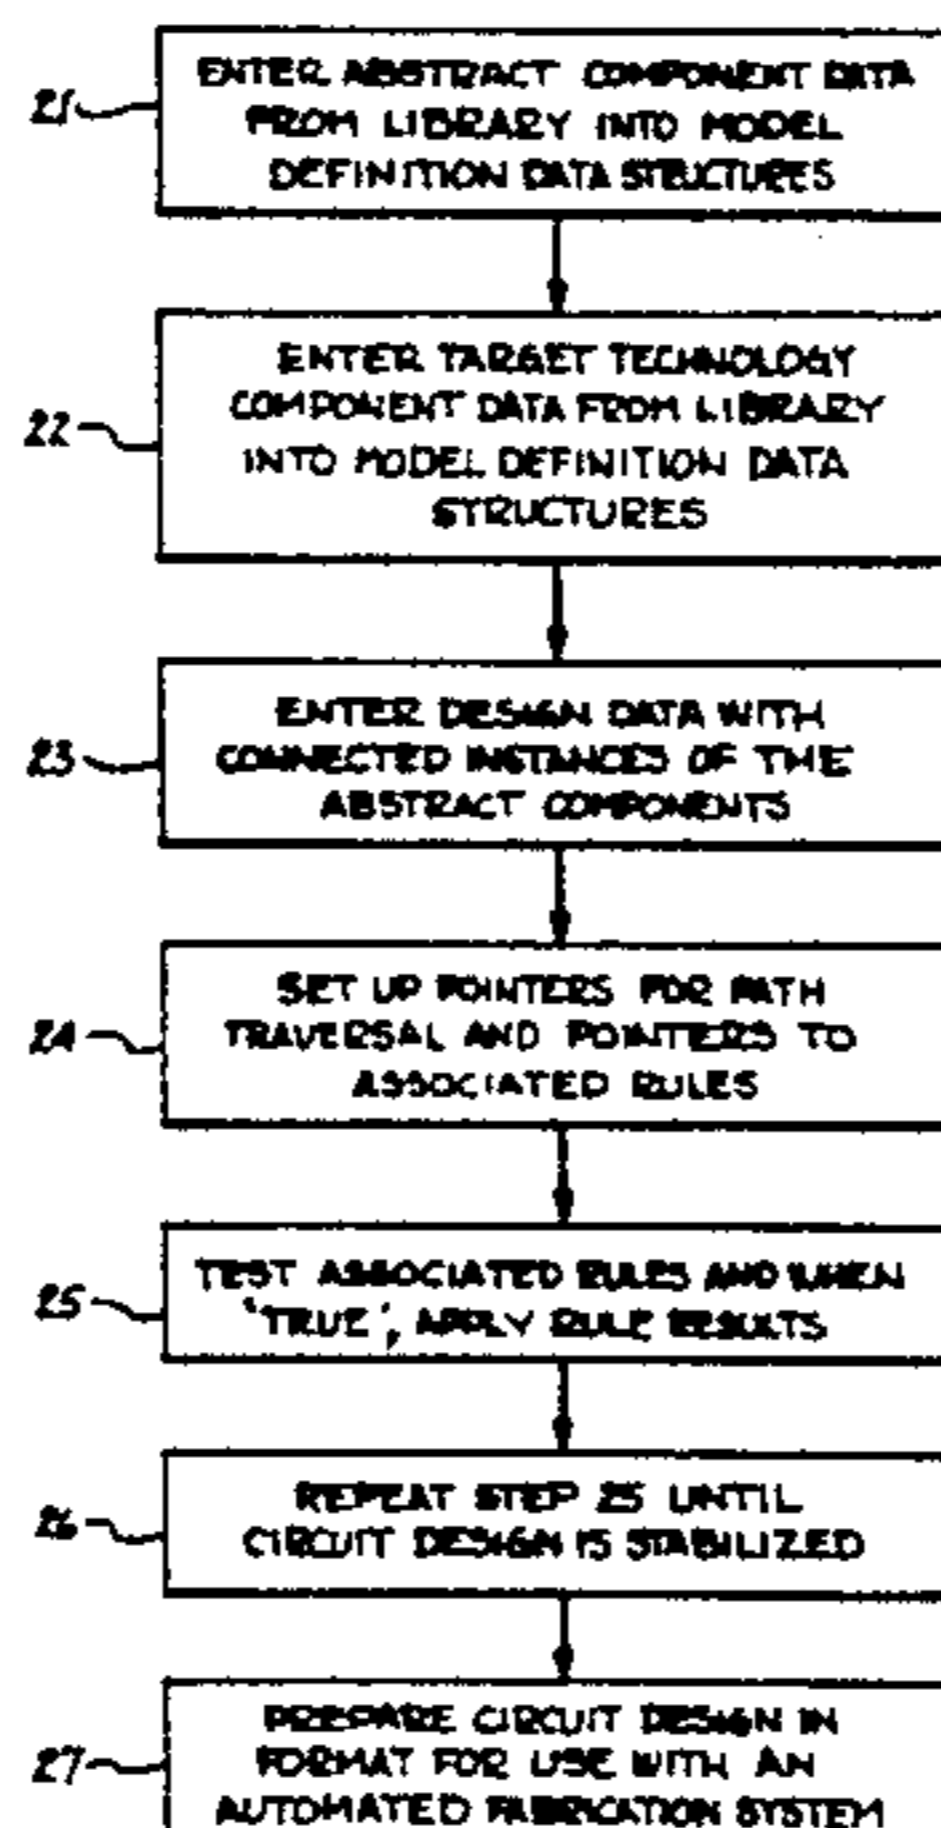 21
ENTER ABSTRACT COMPONENT DATA
FROM LIBRARY INTO MODEL
DEFINITION DATA STRUCTURES
22
ENTER TARGET TECHNOLOGY
COMPONENT DATA FROM LIBRARY
INTO MODEL DEFINITION DATA
STRUCTURES
23
ENTER DESIGN DATA WITH
CONNECTED INSTANCES OF THE
ABSTRACT COMPONENTS
24
SET UP POINTERS FOR PATH
TRAVERSAL AND POINTERS TO
ASSOCIATED RULES
25
TEST ASSOCIATED RULES AND WHEN
'TRUE', APPLY RULE RESULTS
26
REPEAT STEP 25 UNTIL
CIRCUIT DESIGN IS STABILIZED
27
PREPARE CIRCUIT DESIGN IN
FORMAT FOR USE WITH AN
AUTOMATED FABRICATION SYSTEM